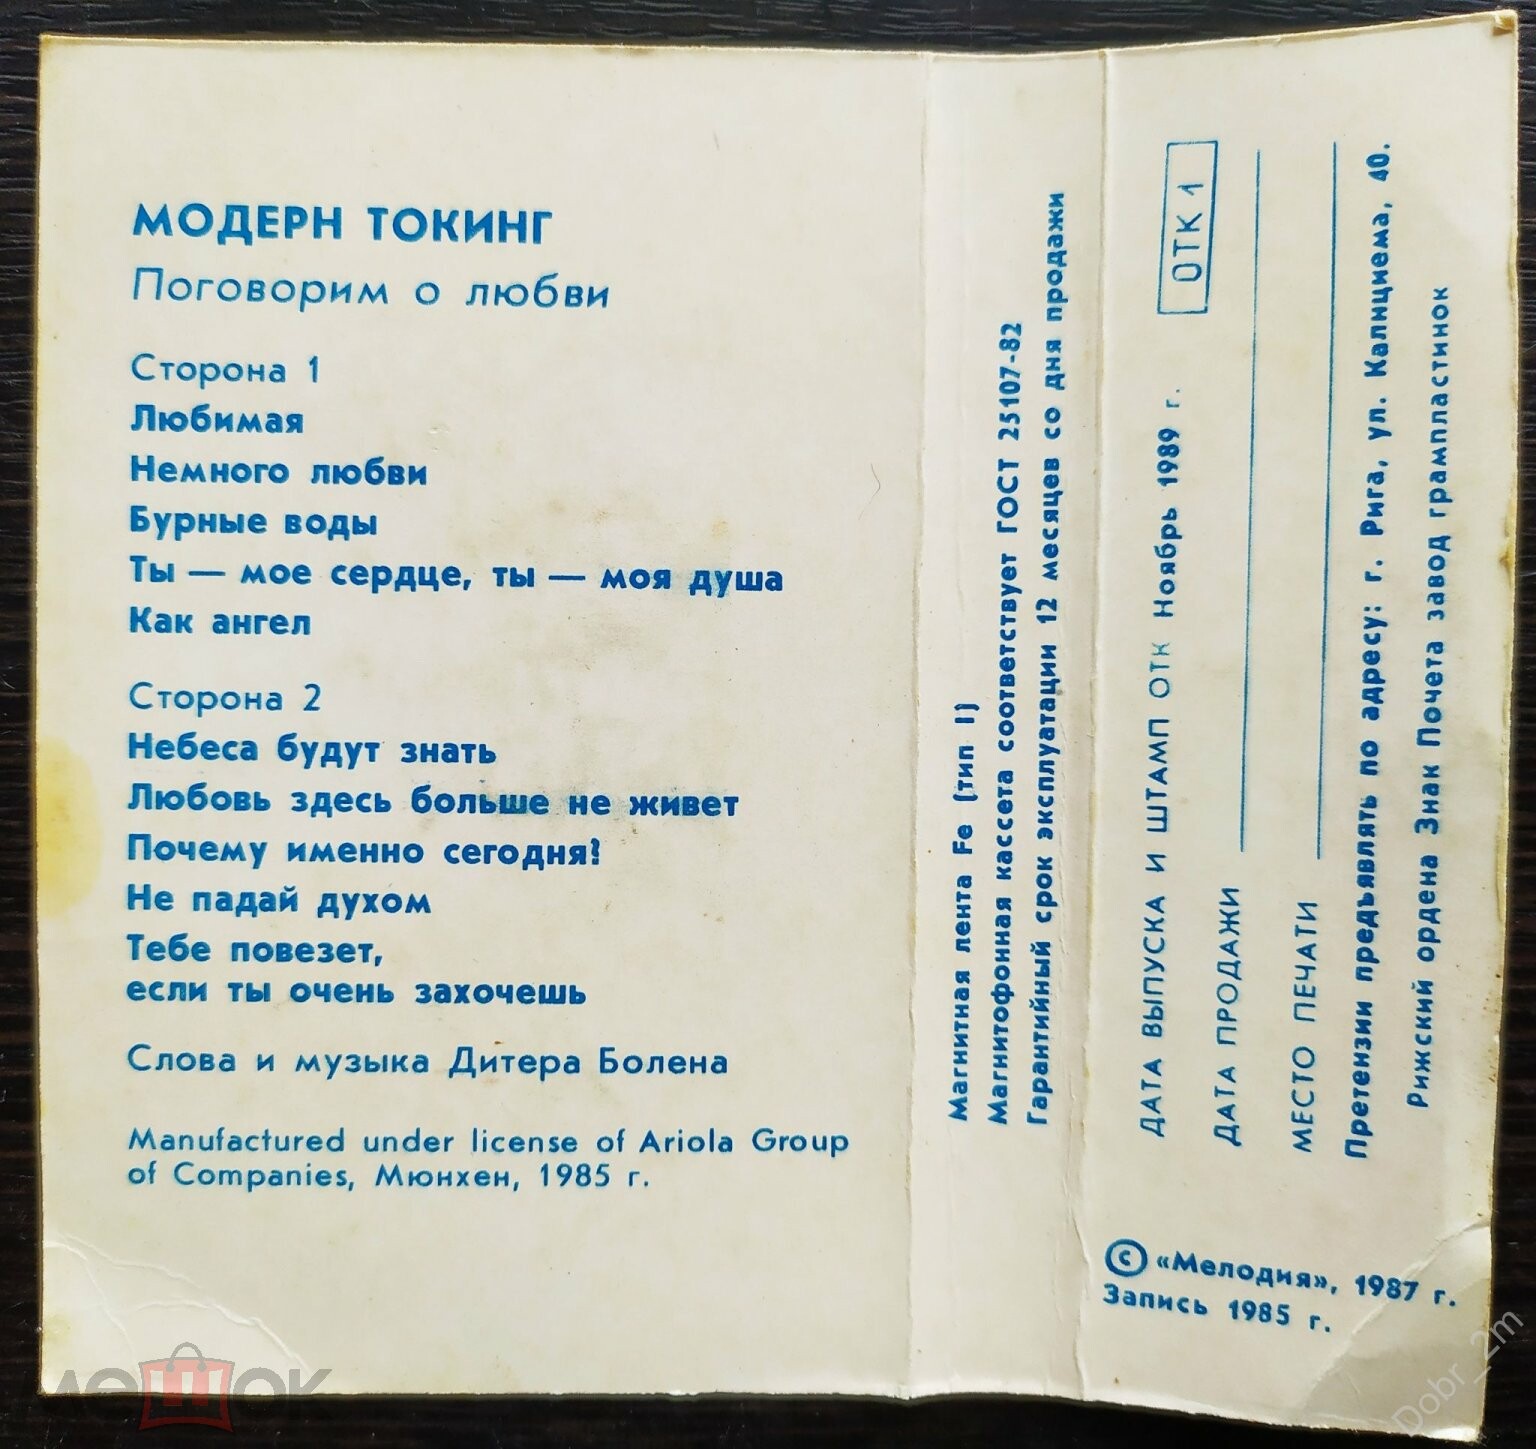 МОДЕРН ТОКИНГ
Поговорим о любви
Сторона 1
Любимая
Немного любви
Бурные воды
Ты — мое сердце, ты — моя душа
Как ангел
Сторона 2
Небеса будут знать
Любовь здесь больше не живет
Почему именно сегодня?
Не падай духом
Тебе повезет,
если ты очень захочешь
Слова и музыка Дитера Болена
Manufactured under license of Ariola Group
of Companies, Мюнхен, 1985 г.
Магнитная лента Fe (тип I)
Магнитофонная кассета соответствует ГОСТ 25107-82
Гарантийный срок эксплуатации 12 месяцев со дня продажи
ДАТА ВЫПУСКА И ШТАМП ОТК Ноябрь 1989 г. ОТК 1
ДАТА ПРОДАЖИ
МЕСТО ПЕЧАТИ
Претензии предъявлять по адресу: г. Рига, ул. Калнциема, 40.
Рижский ордена Знак Почета завод грампластинок
© «Мелодия», 1987 г.
Запись 1985 г.
мешок
Dobr_2m